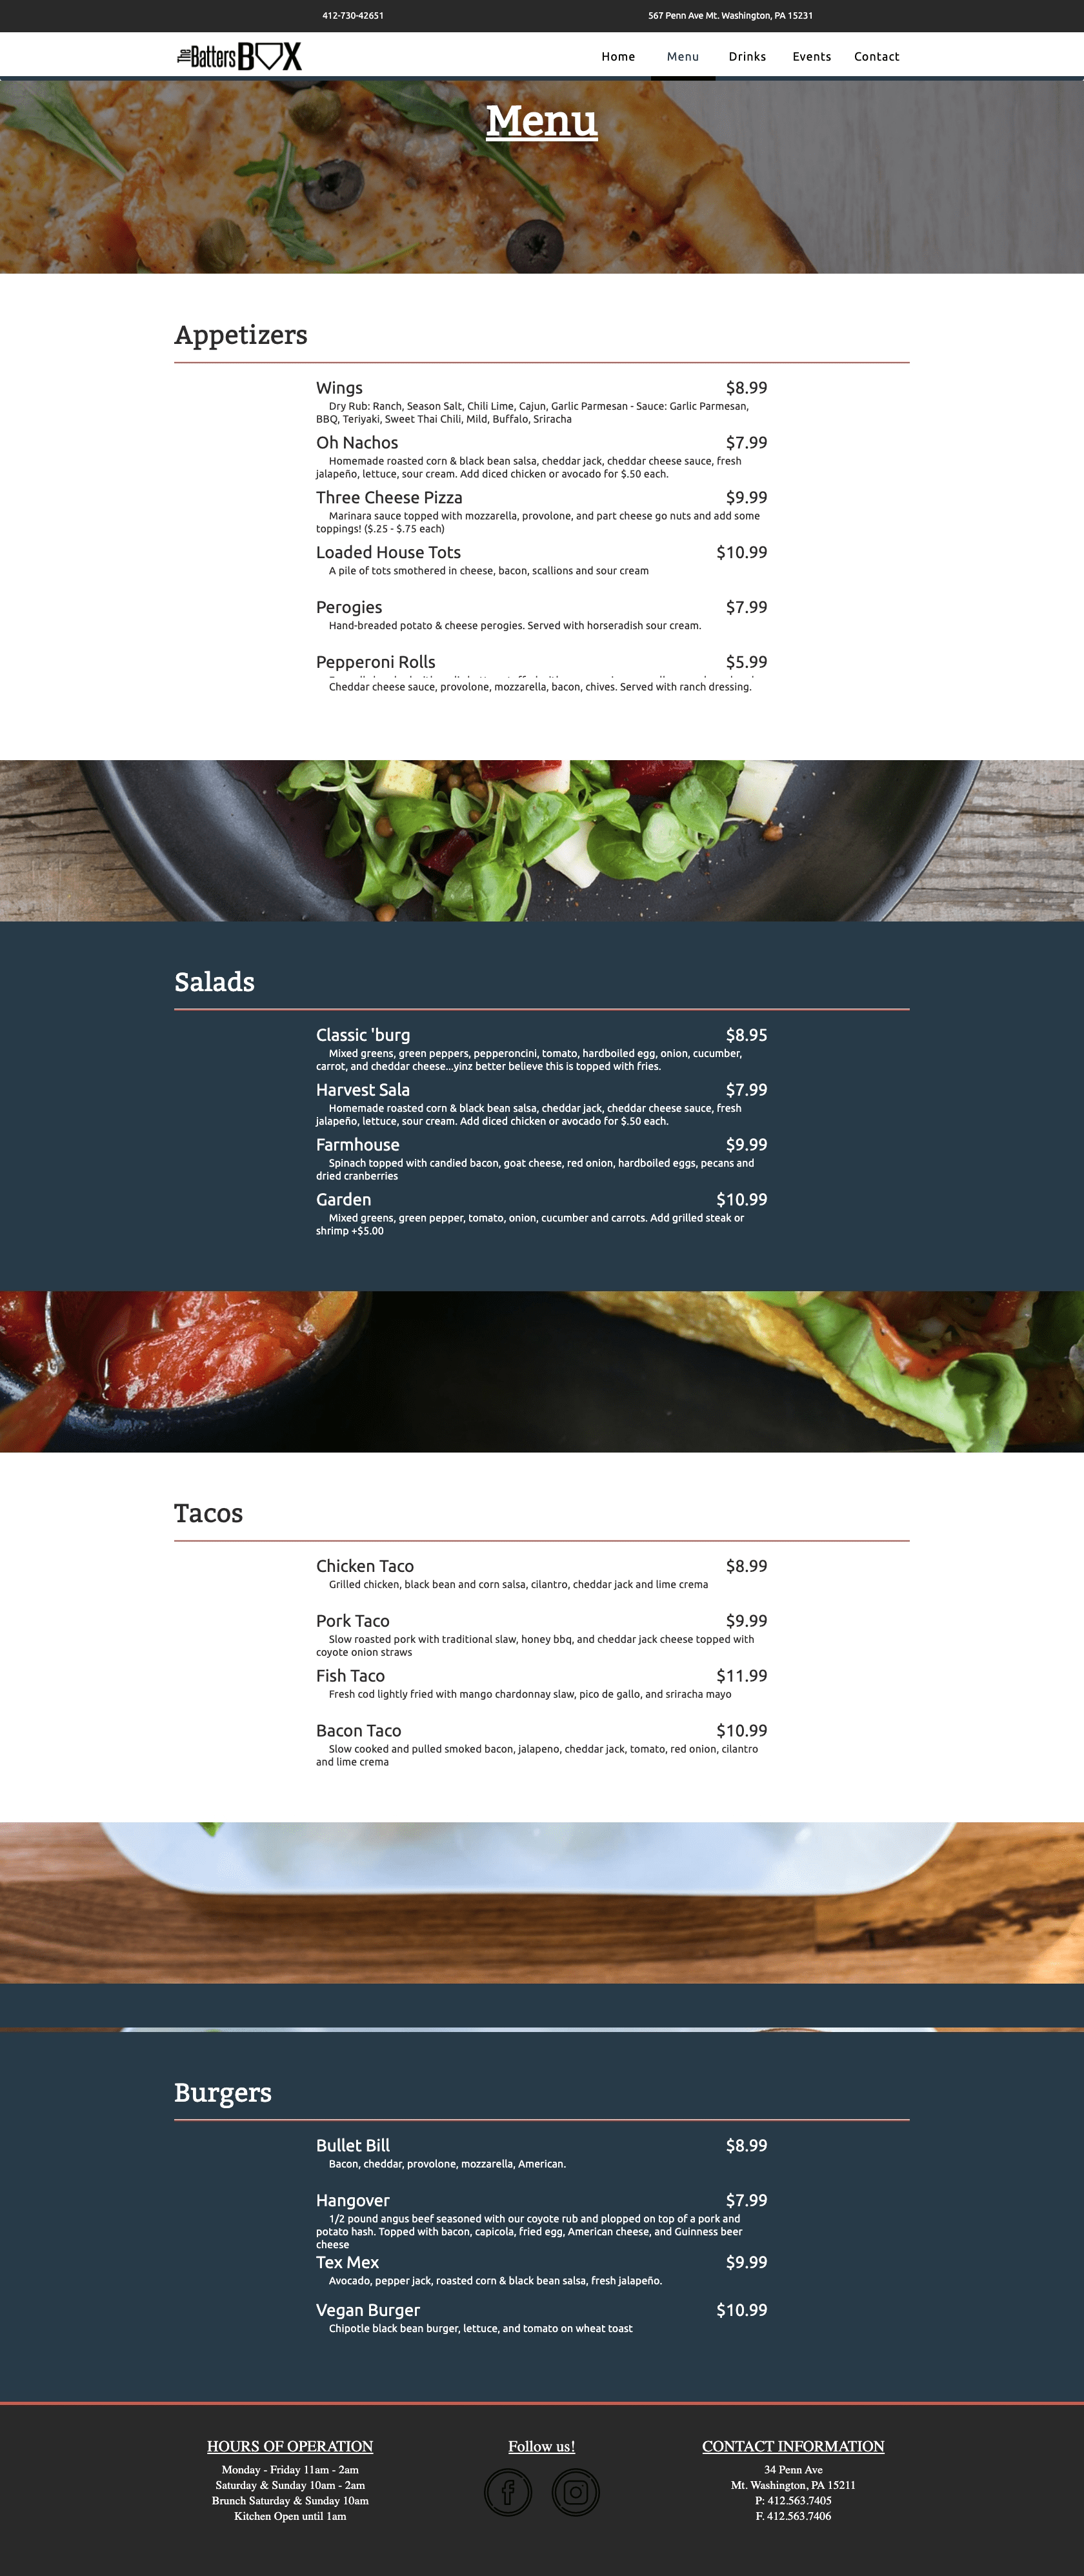 412-730-42651
567 Penn Ave Mt. Washington, PA 15231
The Batters BOX
Home Menu Drinks Events Contact
Menu
Appetizers
Wings $8.99
Dry Rub: Ranch, Season Salt, Chili Lime, Cajun, Garlic Parmesan - Sauce: Garlic Parmesan,
BBQ, Teriyaki, Sweet Thai Chili, Mild, Buffalo, Sriracha
Oh Nachos $7.99
Homemade roasted corn & black bean salsa, cheddar jack, cheddar cheese sauce, fresh
jalapeño, lettuce, sour cream. Add diced chicken or avocado for $.50 each.
Three Cheese Pizza $9.99
Marinara sauce topped with mozzarella, provolone, and part cheese go nuts and add some
toppings! ($.25 - $.75 each)
Loaded House Tots $10.99
A pile of tots smothered in cheese, bacon, scallions and sour cream
Perogies $7.99
Hand-breaded potato & cheese perogies. Served with horseradish sour cream.
Pepperoni Rolls $5.99
Cheddar cheese sauce, provolone, mozzarella, bacon, chives. Served with ranch dressing.
Salads
Classic 'burg $8.95
Mixed greens, green peppers, pepperoncini, tomato, hardboiled egg, onion, cucumber,
carrot, and cheddar cheese...yinz better believe this is topped with fries.
Harvest Sala $7.99
Homemade roasted corn & black bean salsa, cheddar jack, cheddar cheese sauce, fresh
jalapeño, lettuce, sour cream. Add diced chicken or avocado for $.50 each.
Farmhouse $9.99
Spinach topped with candied bacon, goat cheese, red onion, hardboiled eggs, pecans and
dried cranberries
Garden $10.99
Mixed greens, green pepper, tomato, onion, cucumber and carrots. Add grilled steak or
shrimp +$5.00
Tacos
Chicken Taco $8.99
Grilled chicken, black bean and corn salsa, cilantro, cheddar jack and lime crema
Pork Taco $9.99
Slow roasted pork with traditional slaw, honey bbq, and cheddar jack cheese topped with
coyote onion straws
Fish Taco $11.99
Fresh cod lightly fried with mango chardonnay slaw, pico de gallo, and sriracha mayo
Bacon Taco $10.99
Slow cooked and pulled smoked bacon, jalapeno, cheddar jack, tomato, red onion, cilantro
and lime crema
Burgers
Bullet Bill $8.99
Bacon, cheddar, provolone, mozzarella, American.
Hangover $7.99
1/2 pound angus beef seasoned with our coyote rub and plopped on top of a pork and
potato hash. Topped with bacon, capicola, fried egg, American cheese, and Guinness beer
cheese
Tex Mex $9.99
Avocado, pepper jack, roasted corn & black bean salsa, fresh jalapeño.
Vegan Burger $10.99
Chipotle black bean burger, lettuce, and tomato on wheat toast
HOURS OF OPERATION
Monday - Friday 11am - 2am
Saturday & Sunday 10am - 2am
Brunch Saturday & Sunday 10am
Kitchen Open until 1am
Follow us!
CONTACT INFORMATION
34 Penn Ave
Mt. Washington, PA 15211
P: 412.563.7405
F. 412.563.7406